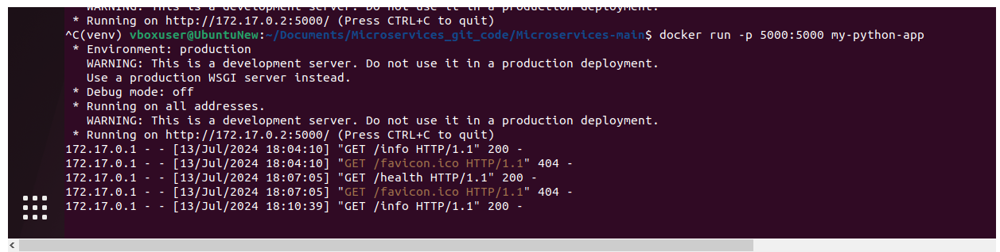 WARNING: This is a development server. Do not use it in a production deployment.
* Running on http://172.17.0.2:5000/ (Press CTRL+C to quit)
^C(venv) vboxuser@UbuntuNew:~/Documents/Microservices_git_code/Microservices-main$ docker run -p 5000:5000 my-python-app
* Environment: production
WARNING: This is a development server. Do not use it in a production deployment.
Use a production WSGI server instead.
* Debug mode: off
* Running on all addresses.
WARNING: This is a development server. Do not use it in a production deployment.
* Running on http://172.17.0.2:5000/ (Press CTRL+C to quit)
172.17.0.1 - - [13/Jul/2024 18:04:10] "GET /info HTTP/1.1" 200 -
172.17.0.1 - - [13/Jul/2024 18:04:10] "GET /favicon.ico HTTP/1.1" 404 -
172.17.0.1 - - [13/Jul/2024 18:07:05] "GET /health HTTP/1.1" 200 -
172.17.0.1 - - [13/Jul/2024 18:07:05] "GET /favicon.ico HTTP/1.1" 404 -
172.17.0.1 - - [13/Jul/2024 18:10:39] "GET /info HTTP/1.1" 200 -